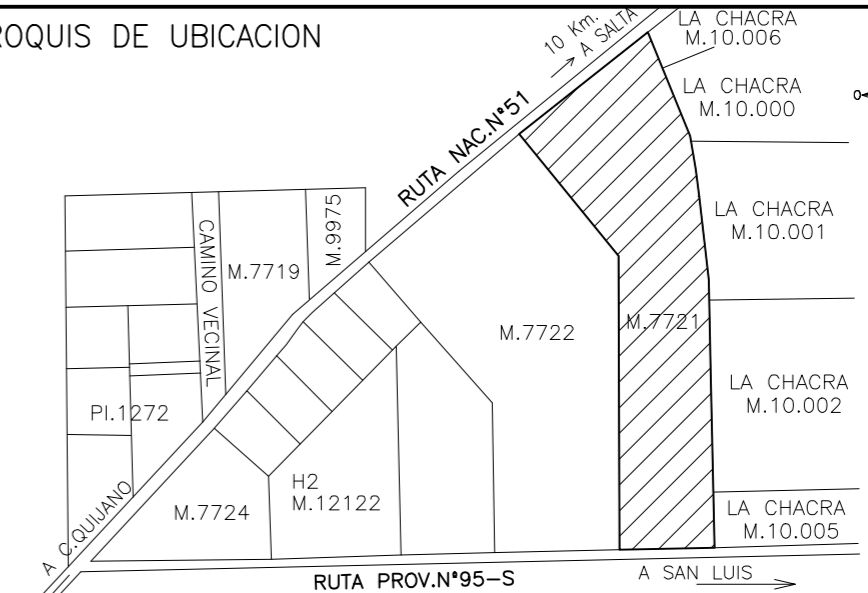 ROQUIS DE UBICACION
10 Km.
A SALTA
LA CHACRA
M.10.006
LA CHACRA
M.10.000
RUTA NAC.N°51
LA CHACRA
M.10.001
CAMINO VECINAL
M.9975
M.7719
M.7722
M.7721
LA CHACRA
M.10.002
PI.1272
H2
M.12122
M.7724
LA CHACRA
M.10.005
A C.QUIJANO
RUTA PROV.N°95-S
A SAN LUIS